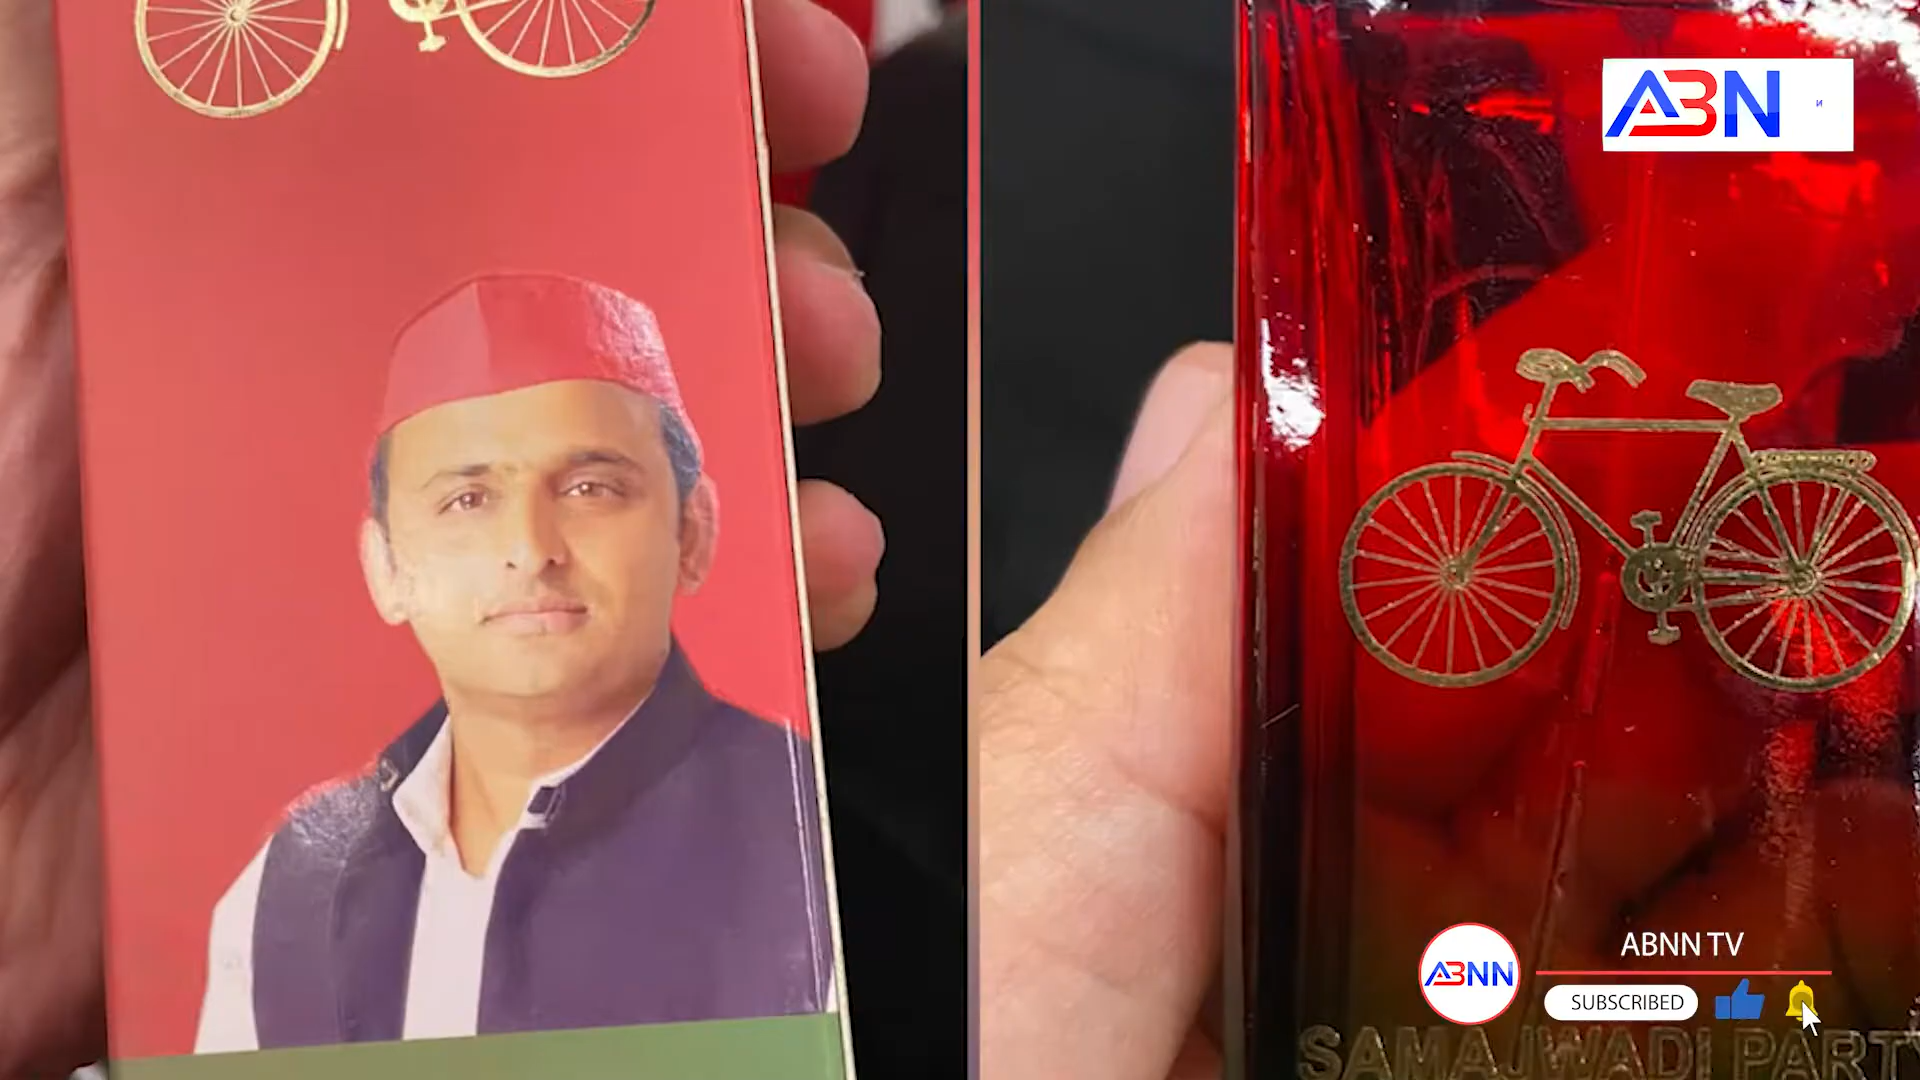 ABN
ABNN TV
ABNN
SUBSCRIBED
SAMAJWADI PARTY